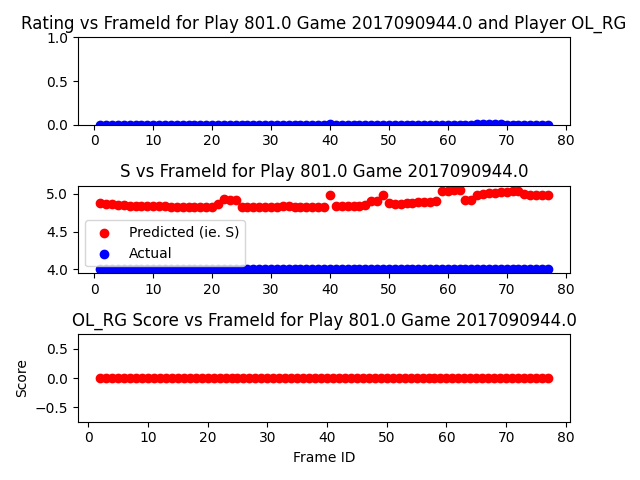 Rating vs FrameId for Play 801.0 Game 2017090944.0 and Player OL_RG
1.0
0.5
0.0
0 10 20 30 40 50 60 70 80
S vs FrameId for Play 801.0 Game 2017090944.0
5.0
4.5
4.0
Predicted (ie. S)
Actual
0 10 20 30 40 50 60 70 80
OL_RG Score vs FrameId for Play 801.0 Game 2017090944.0
Score
0.5
0.0
−0.5
0 10 20 30 40 50 60 70 80
Frame ID